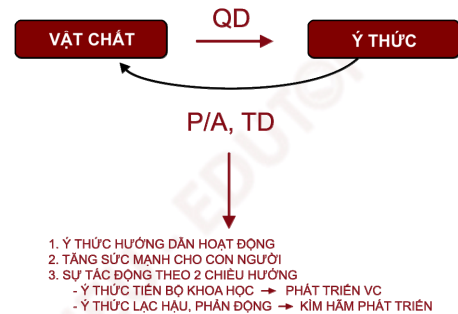 QD
VẬT CHẤT
Ý THỨC
P/A, TD
1. Ý THỨC HƯỚNG DẪN HOẠT ĐỘNG
2. TĂNG SỨC MẠNH CHO CON NGƯỜI
3. SỰ TÁC ĐỘNG THEO 2 CHIỀU HƯỚNG
- Ý THỨC TIẾN BỘ KHOA HỌC → PHÁT TRIỂN VC
- Ý THỨC LẠC HẬU, PHẢN ĐỘNG → KÌM HÃM PHÁT TRIỂN
EDUTOP